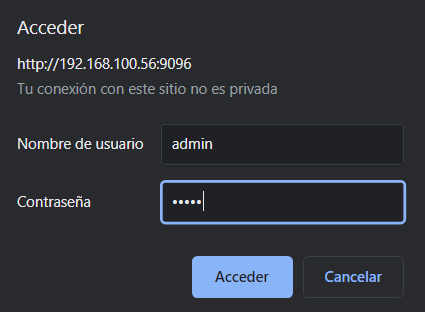 Acceder
http://192.168.100.56:9096
Tu conexión con este sitio no es privada
Nombre de usuario admin
Contraseña •••••
Acceder Cancelar